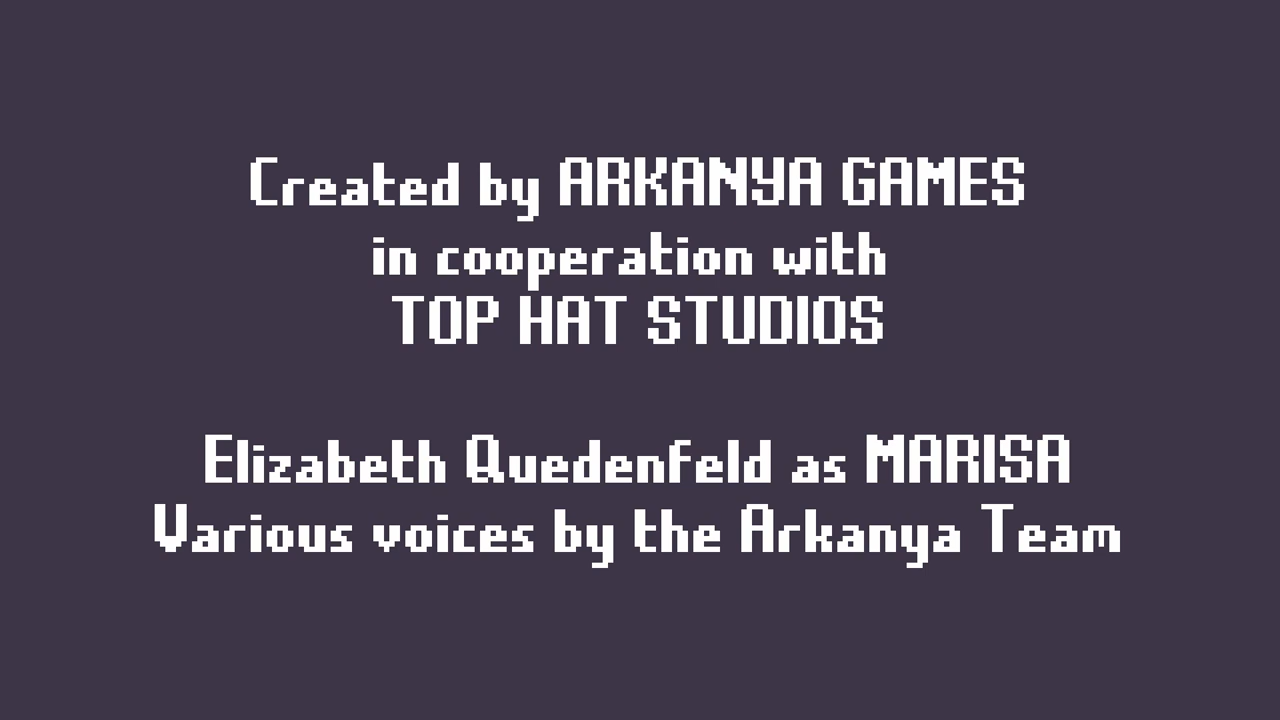 Created by ARKANYA GAMES
in cooperation with
TOP HAT STUDIOS
Elizabeth Quedenfeld as MARISA
Various voices by the Arkanya Team